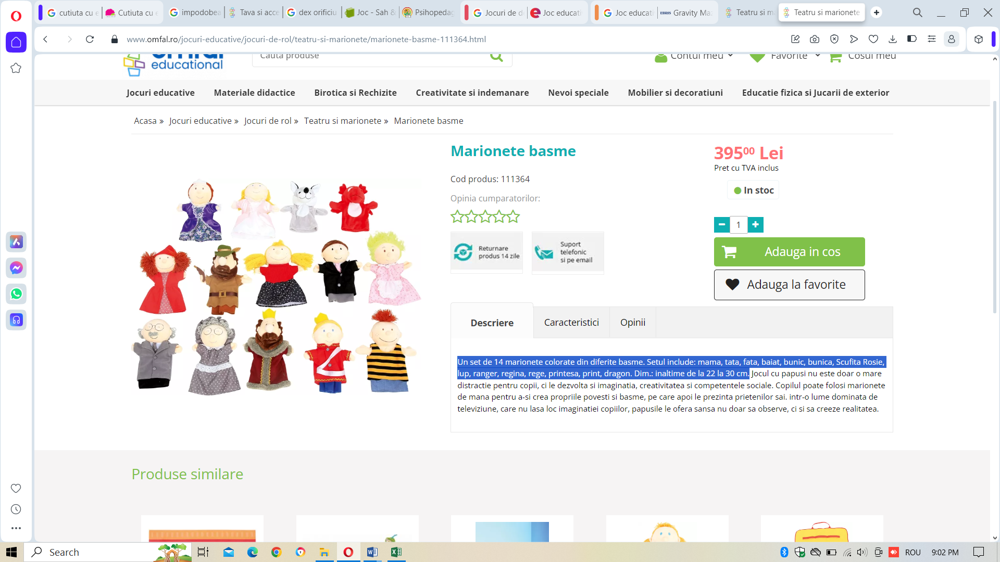 cutiuta cu e
Cutiuta cu e
impodobea
Tava si acce
dex orificiu
Joc - Sah &
Psihopedag
Jocuri de d
Joc educati
Joc educati
Gravity Ma
Teatru si m
Teatru si marionete
www.omfal.ro/jocuri-educative/jocuri-de-rol/teatru-si-marionete/marionete-basme-111364.html
educational
Cauta produse
Contul meu
Favorite
Cosul meu
Jocuri educative
Materiale didactice
Birotica si Rechizite
Creativitate si indemanare
Nevoi speciale
Mobilier si decoratiuni
Educatie fizica si Jucarii de exterior
Acasa » Jocuri educative » Jocuri de rol » Teatru si marionete » Marionete basme
Marionete basme
395⁰⁰ Lei
Pret cu TVA inclus
Cod produs: 111364
In stoc
Opinia cumparatorilor:
1
Returnare
produs 14 zile
Suport
telefonic
si pe email
Adauga in cos
Adauga la favorite
Descriere
Caracteristici
Opinii
Un set de 14 marionete colorate din diferite basme. Setul include: mama, tata, fata, baiat, bunic, bunica, Scufita Rosie,
lup, ranger, regina, rege, printesa, print, dragon. Dim.: inaltime de la 22 la 30 cm. Jocul cu papusi nu este doar o mare
distractie pentru copii, ci le dezvolta si imaginatia, creativitatea si competentele sociale. Copilul poate folosi marionete
de mana pentru a-si crea propriile povesti si basme, pe care apoi le prezinta prietenilor sai. intr-o lume dominata de
televiziune, care nu lasa loc imaginatiei copiilor, papusile le ofera sansa nu doar sa observe, ci si sa creeze realitatea.
Produse similare
Search
ROU
9:02 PM